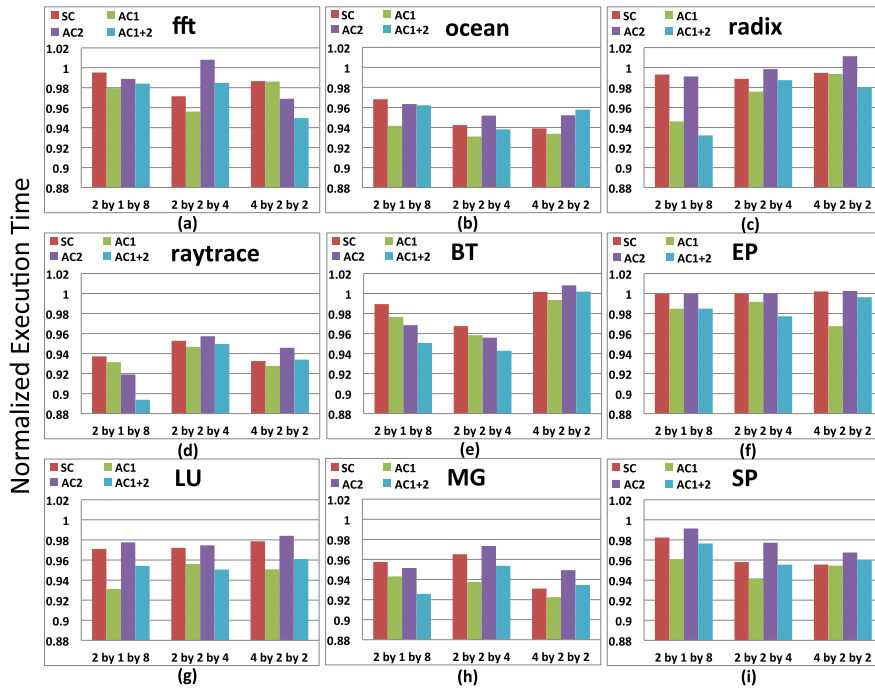 Normalized Execution Time
fft
SC AC1
AC2 AC1+2
1.02
1
0.98
0.96
0.94
0.92
0.9
0.88
2 by 1 by 8 2 by 2 by 4 4 by 2 by 2
(a)
ocean
SC AC1
AC2 AC1+2
1.02
1
0.98
0.96
0.94
0.92
0.9
0.88
2 by 1 by 8 2 by 2 by 4 4 by 2 by 2
(b)
radix
SC AC1
AC2 AC1+2
1.02
1
0.98
0.96
0.94
0.92
0.9
0.88
2 by 1 by 8 2 by 2 by 4 4 by 2 by 2
(c)
raytrace
SC AC1
AC2 AC1+2
1.02
1
0.98
0.96
0.94
0.92
0.9
0.88
2 by 1 by 8 2 by 2 by 4 4 by 2 by 2
(d)
BT
SC AC1
AC2 AC1+2
1.02
1
0.98
0.96
0.94
0.92
0.9
0.88
2 by 1 by 8 2 by 2 by 4 4 by 2 by 2
(e)
EP
SC AC1
AC2 AC1+2
1.02
1
0.98
0.96
0.94
0.92
0.9
0.88
2 by 1 by 8 2 by 2 by 4 4 by 2 by 2
(f)
LU
SC AC1
AC2 AC1+2
1.02
1
0.98
0.96
0.94
0.92
0.9
0.88
2 by 1 by 8 2 by 2 by 4 4 by 2 by 2
(g)
MG
SC AC1
AC2 AC1+2
1.02
1
0.98
0.96
0.94
0.92
0.9
0.88
2 by 1 by 8 2 by 2 by 4 4 by 2 by 2
(h)
SP
SC AC1
AC2 AC1+2
1.02
1
0.98
0.96
0.94
0.92
0.9
0.88
2 by 1 by 8 2 by 2 by 4 4 by 2 by 2
(i)